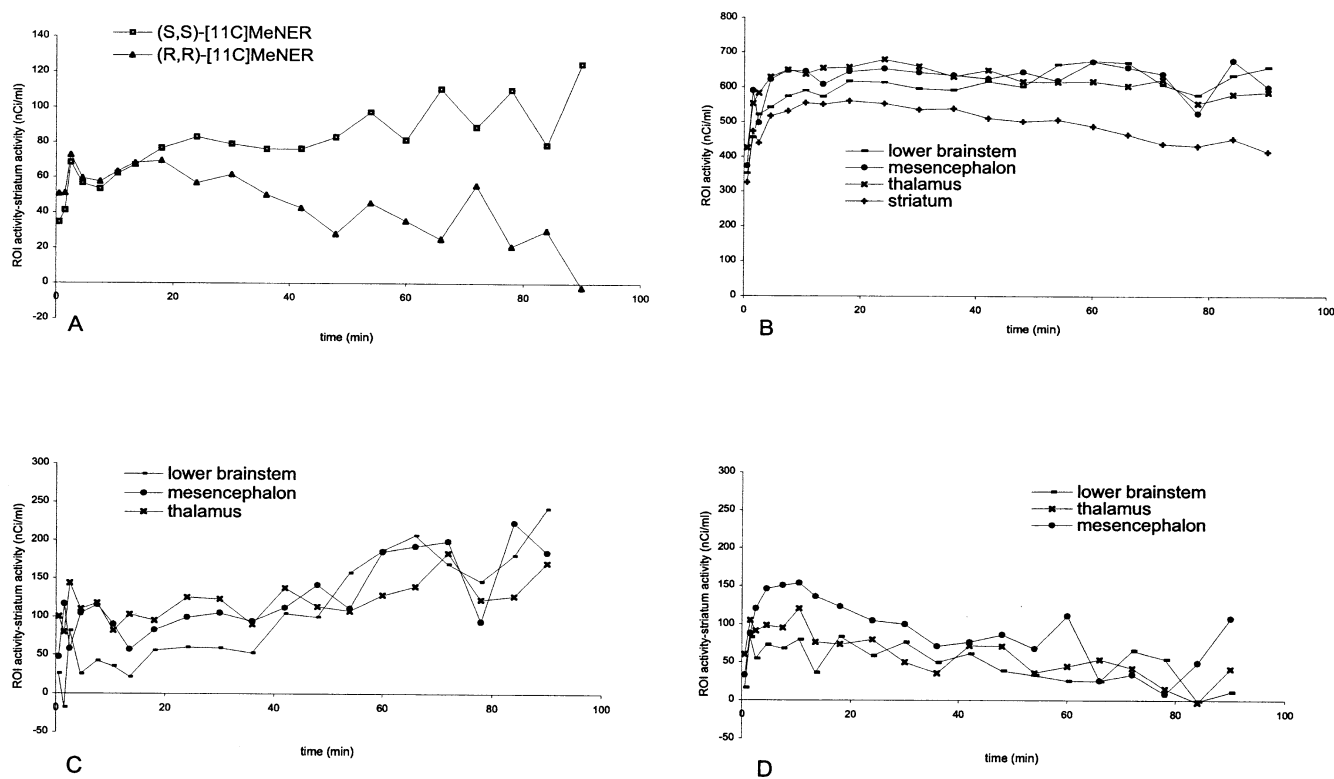 (S,S)-[11C]MeNER
(R,R)-[11C]MeNER
ROI activity-striatum activity (nCi/ml)
140
120
100
80
60
40
20
0
-20
0 20 40 60 80 100
time (min)
A
ROI activity (nCi/ml)
800
700
600
500
400
300
200
100
0
lower brainstem
mesencephalon
thalamus
striatum
0 20 40 60 80 100
time (min)
B
ROI activity-striatum activity (nCi/ml)
300
250
200
150
100
50
0
-50
lower brainstem
mesencephalon
thalamus
0 20 40 60 80 100
time (min)
C
ROI activity-striatum activity (nCi/ml)
300
250
200
150
100
50
0
-50
lower brainstem
thalamus
mesencephalon
0 20 40 60 80 100
time (min)
D